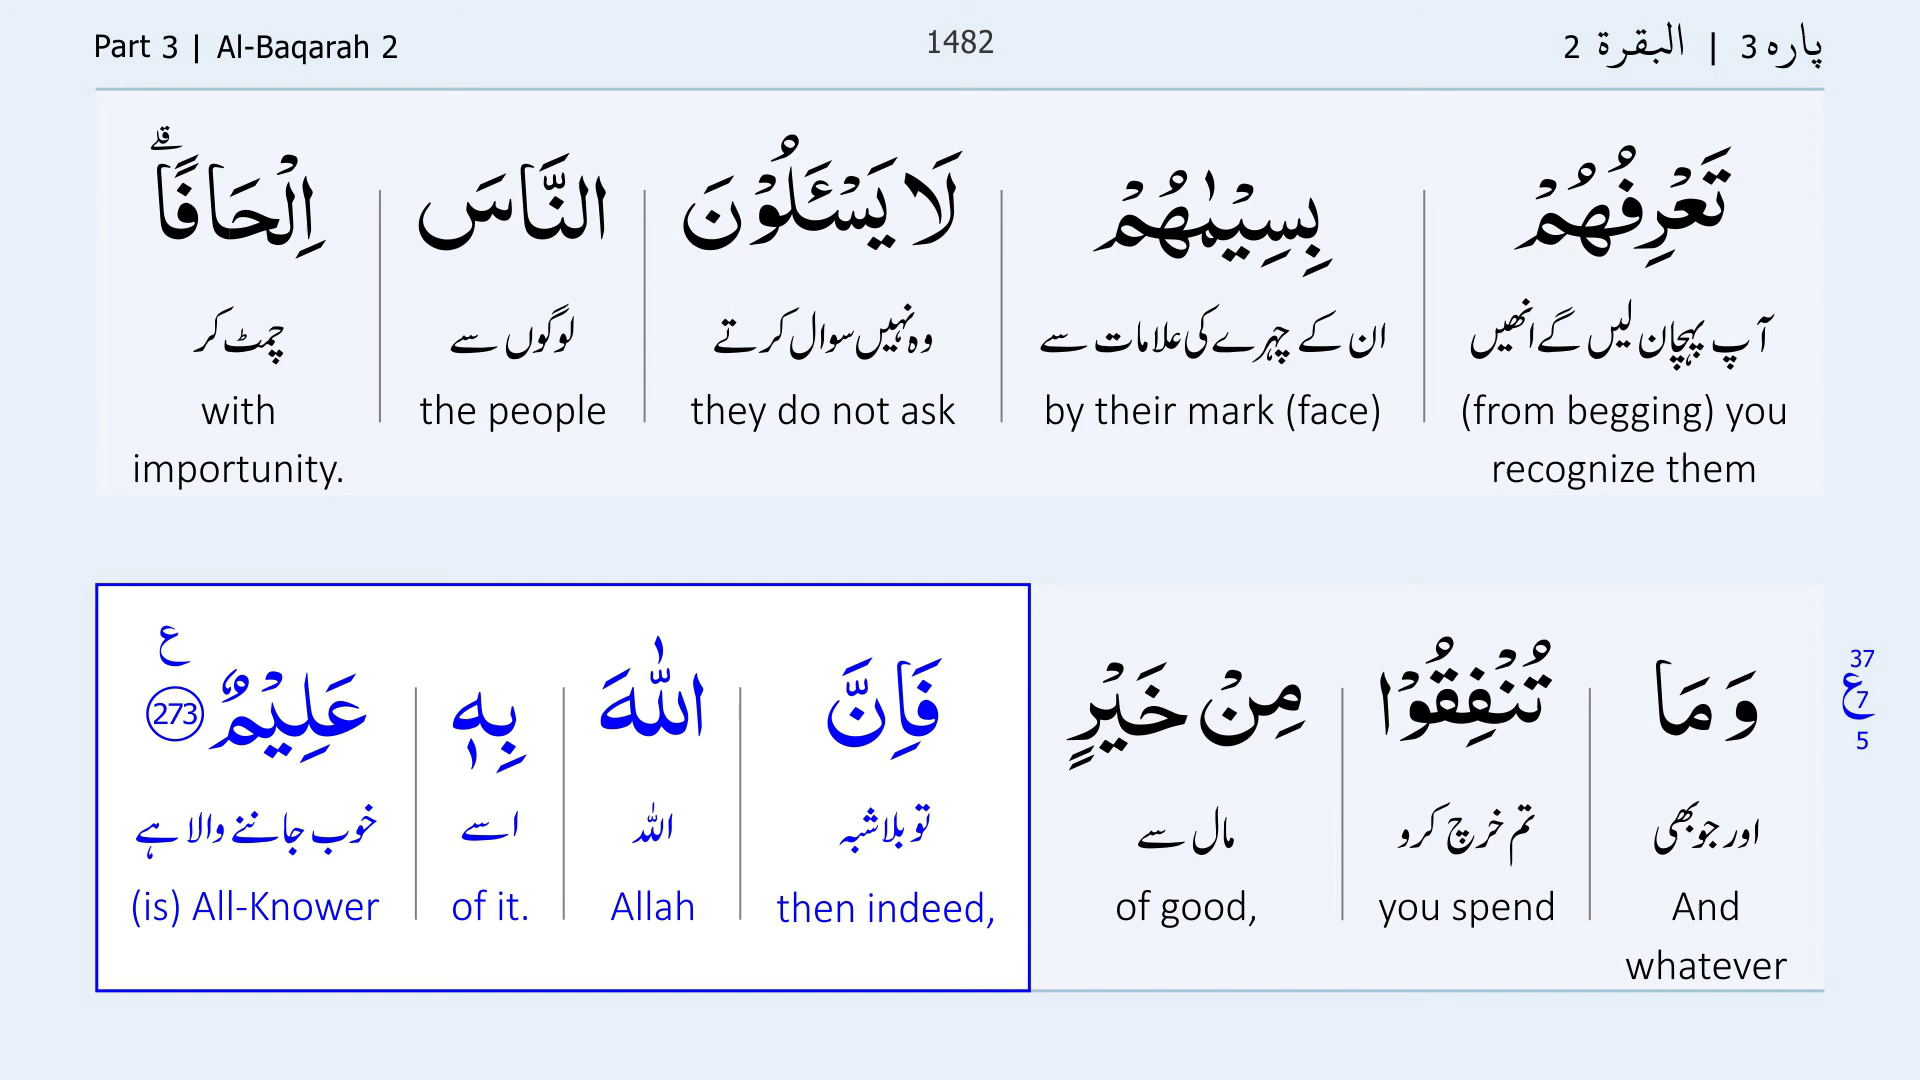 Part 3 | Al-Baqarah 2
1482
پارہ 3 | البقرة 2
تَعْرِفُهُمْ بِسِيْمٰهُمْ لَا يَسْـَٔلُوْنَ النَّاسَ اِلْحَافًاؕۗ
آپ پہچان لیں گے انھیں ان کے چہرے کی علامات سے وہ نہیں سوال کرتے لوگوں سے چمٹ کر
(from begging) you by their mark (face) they do not ask the people with
recognize them importunity.
وَ مَا تُنْفِقُوْا مِنْ خَيْرٍ فَاِنَّ اللّٰهَ بِهٖ عَلِيْمٌ 273 ع
اور جو بھی تم خرچ کرو مال سے تو بلاشبہ اللہ اسے خوب جاننے والا ہے
And you spend of good, then indeed, Allah of it. (is) All-Knower
whatever
37
ع 7
5